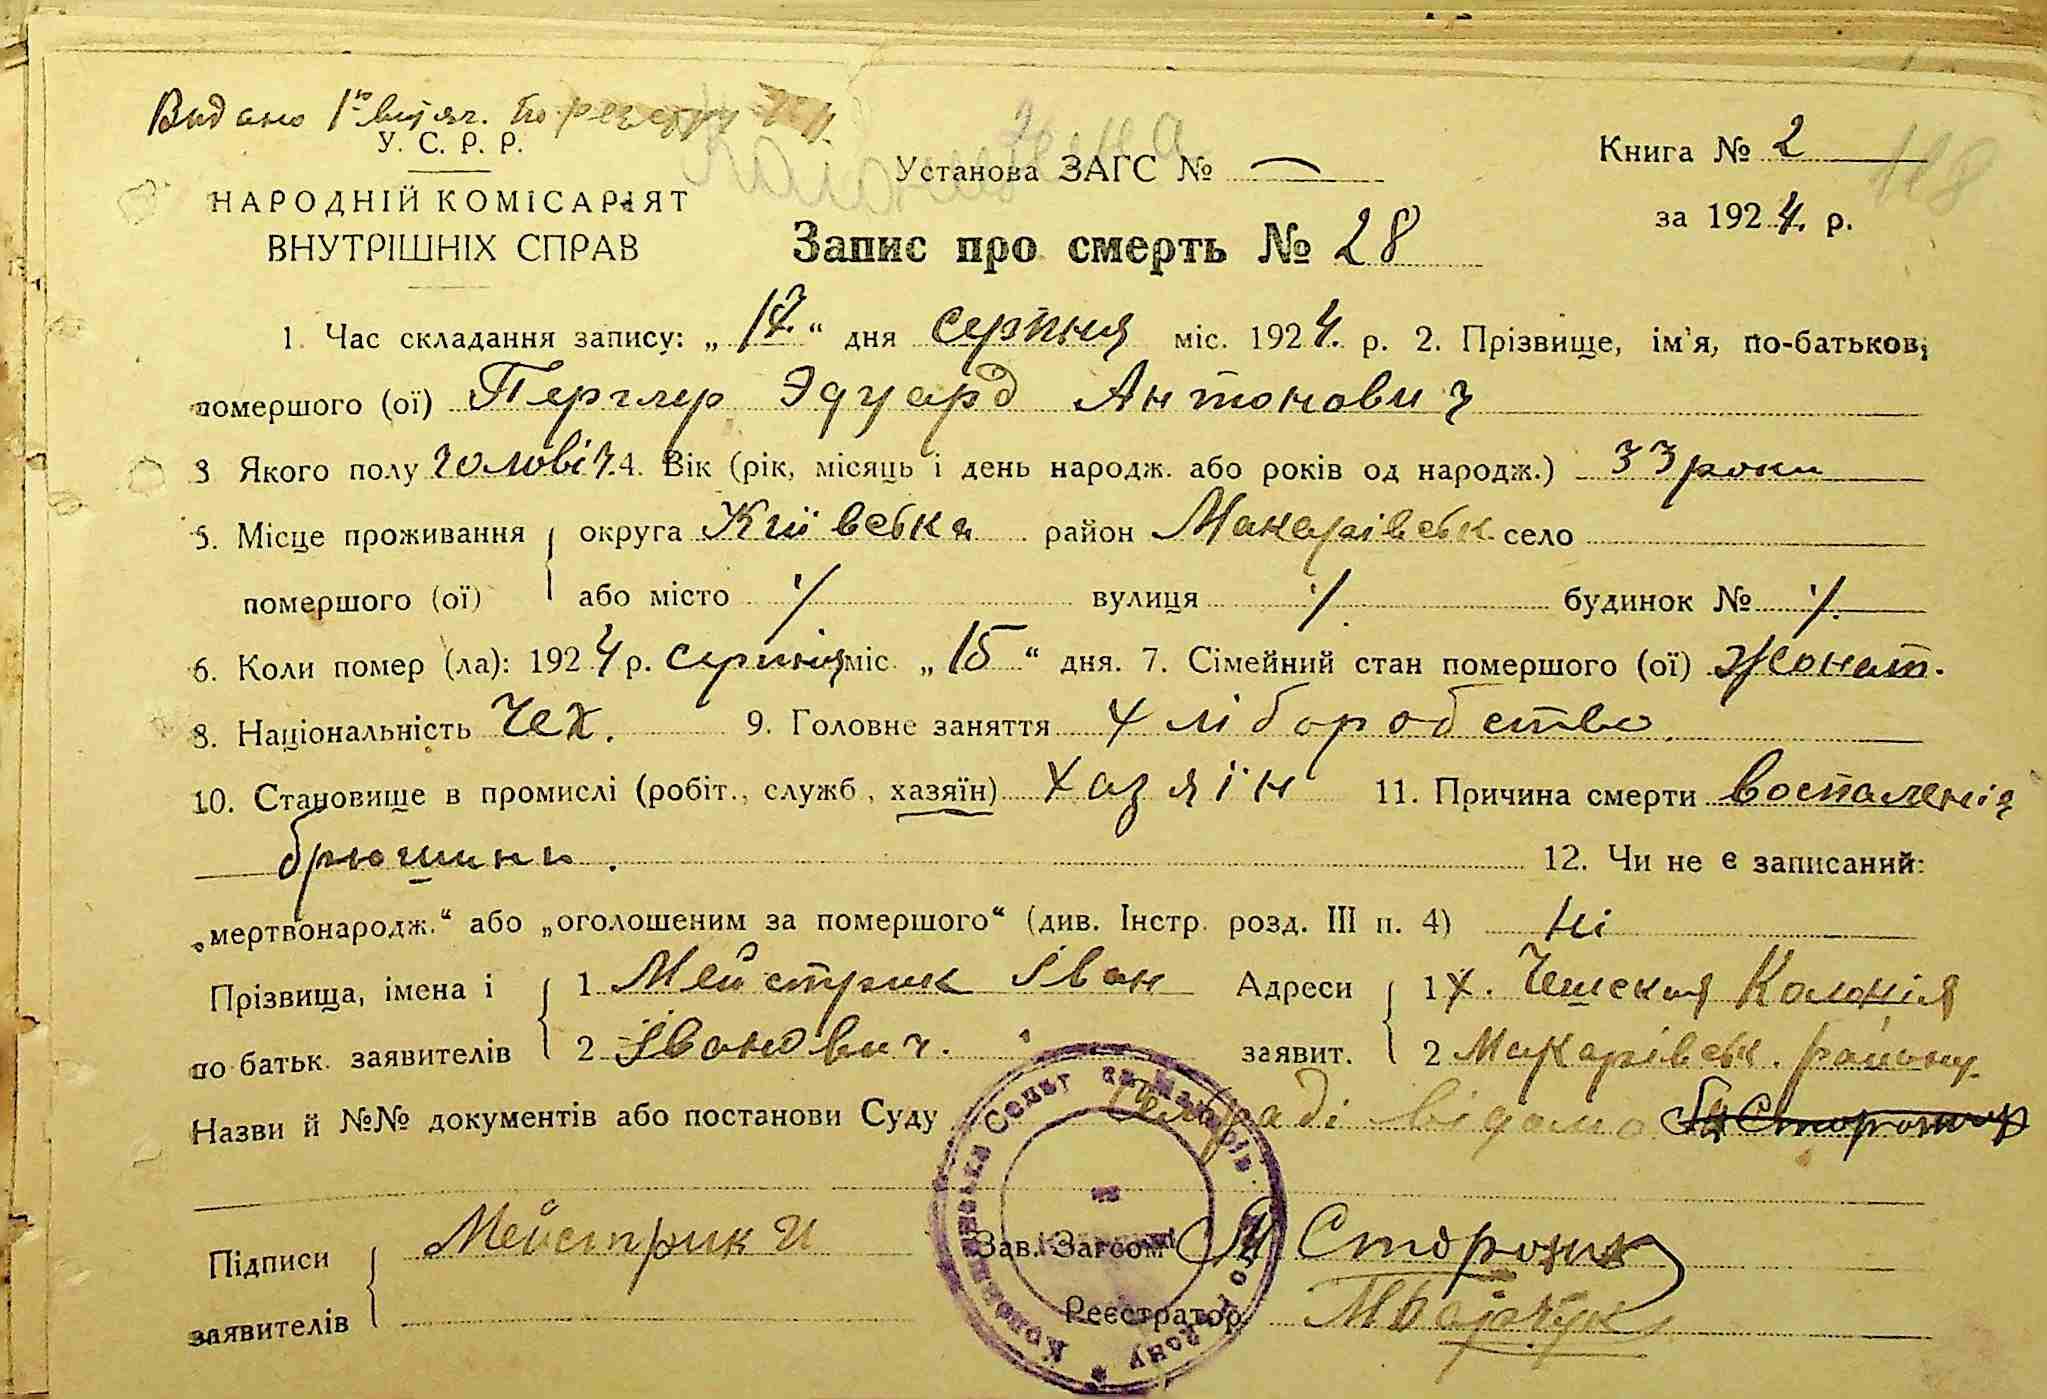 Видано 1ю витяг. по реєстру
У. С. Р. Р.
Установа ЗАГС № —
Книга № 2
118
НАРОДНІЙ КОМІСАРІЯТ
ВНУТРІШНІХ СПРАВ
за 1924. р.
Запис про смерть № 28
1. Час складання запису: „17.“ дня серпня міс. 1924. р. 2. Прізвище, ім'я, по-батькові
помершого (ої) Перглер Эдуард Антонович
3 Якого полу чоловіч. 4. Вік (рік, місяць і день народж. або років од народж.) 33 роки
5. Місце проживання округа Київська район Макарівськ. село
помершого (ої) або місто ٪ вулиця ٪ будинок № ٪
6. Коли помер (ла): 1924 р. серпня міс. „15“ дня. 7. Сімейний стан помершого (ої) жонат.
8. Національність Чех. 9. Головне заняття Хліборобство.
10. Становище в промислі (робіт., служб, хазяїн) Хазяїн 11. Причина смерти воспаленія
брюшини. 12. Чи не є записаний:
„мертвонародж.“ або „оголошеним за помершого“ (див. Інстр. розд. III п. 4) Ні
Прізвища, імена і 1 Мейстрик Іван Адреси 1 х. Чешская Колонія
по батьк. заявителів 2 Іванович. заявит. 2 Макарівськ. району
Назви й №№ документів або постанови Суду Сельраді відомо
Підписи Мейстрик И Зав. Загсом М Сторожик
заявителів Реєстратор